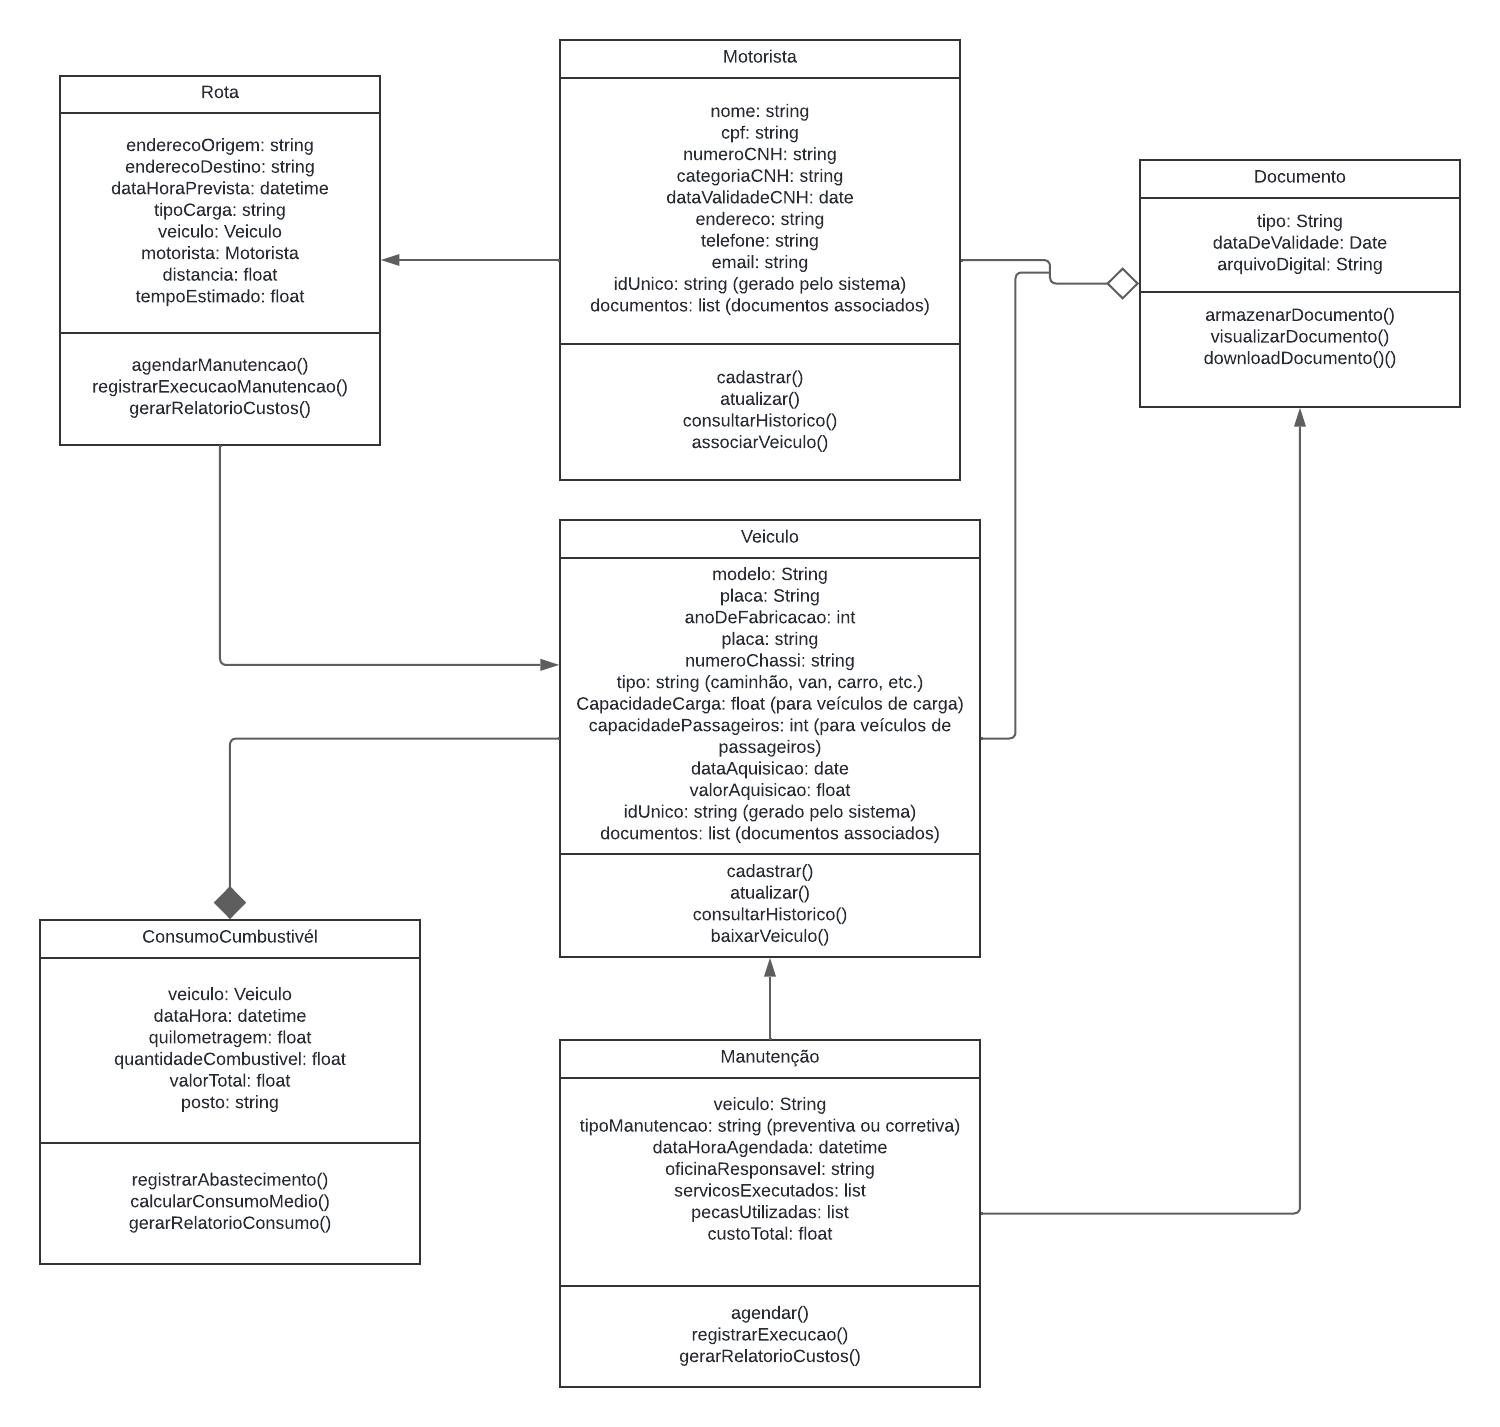 Rota
enderecoOrigem: string
enderecoDestino: string
dataHoraPrevista: datetime
tipoCarga: string
veiculo: Veiculo
motorista: Motorista
distancia: float
tempoEstimado: float
agendarManutencao()
registrarExecucaoManutencao()
gerarRelatorioCustos()
Motorista
nome: string
cpf: string
numeroCNH: string
categoriaCNH: string
dataValidadeCNH: date
endereco: string
telefone: string
email: string
idUnico: string (gerado pelo sistema)
documentos: list (documentos associados)
cadastrar()
atualizar()
consultarHistorico()
associarVeiculo()
Documento
tipo: String
dataDeValidade: Date
arquivoDigital: String
armazenarDocumento()
visualizarDocumento()
downloadDocumento()()
Veiculo
modelo: String
placa: String
anoDeFabricacao: int
placa: string
numeroChassi: string
tipo: string (caminhão, van, carro, etc.)
CapacidadeCarga: float (para veículos de carga)
capacidadePassageiros: int (para veículos de
passageiros)
dataAquisicao: date
valorAquisicao: float
idUnico: string (gerado pelo sistema)
documentos: list (documentos associados)
cadastrar()
atualizar()
consultarHistorico()
baixarVeiculo()
ConsumoCumbustivél
veiculo: Veiculo
dataHora: datetime
quilometragem: float
quantidadeCombustivel: float
valorTotal: float
posto: string
registrarAbastecimento()
calcularConsumoMedio()
gerarRelatorioConsumo()
Manutenção
veiculo: String
tipoManutencao: string (preventiva ou corretiva)
dataHoraAgendada: datetime
oficinaResponsavel: string
servicosExecutados: list
pecasUtilizadas: list
custoTotal: float
agendar()
registrarExecucao()
gerarRelatorioCustos()